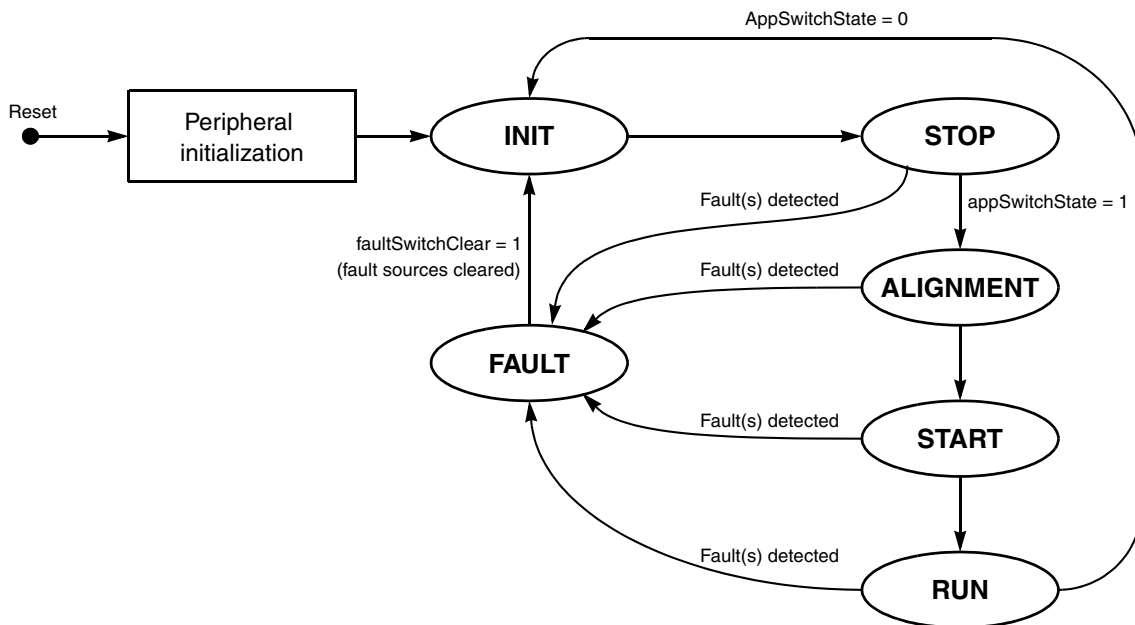 AppSwitchState = 0
Reset
Peripheral
initialization
INIT
STOP
Fault(s) detected
appSwitchState = 1
faultSwitchClear = 1
(fault sources cleared)
Fault(s) detected
ALIGNMENT
FAULT
Fault(s) detected
START
Fault(s) detected
RUN